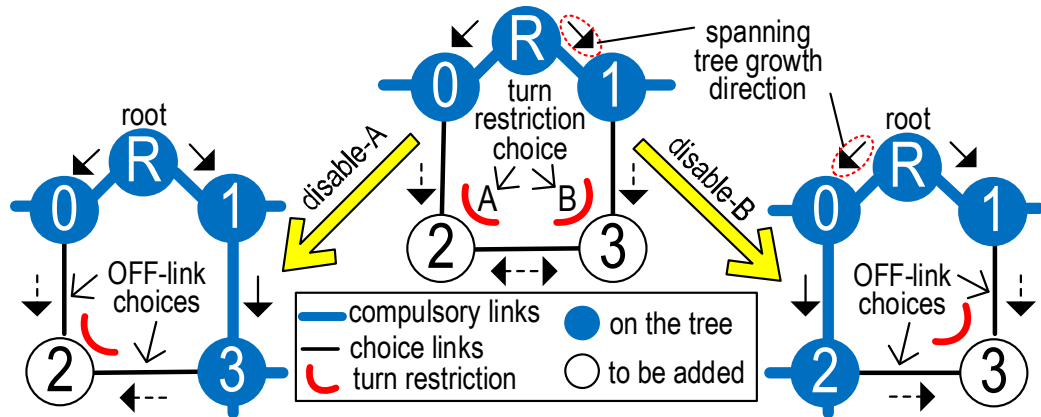 root
R
0
1
OFF-link
choices
2
3
disable-A
R
0
1
turn
restriction
choice
A
B
2
3
spanning
tree growth
direction
disable-B
root
R
0
1
OFF-link
choices
2
3
compulsory links
choice links
turn restriction
on the tree
to be added